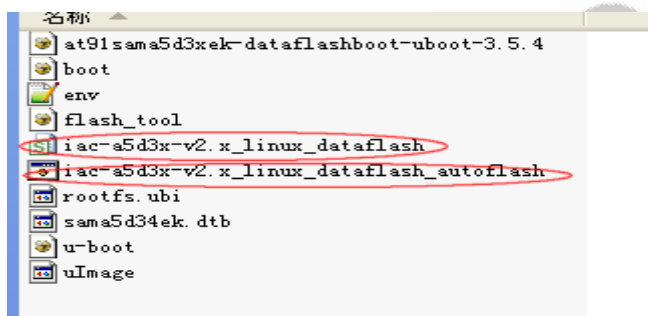 名称
at91sama5d3xek-dataflashboot-uboot-3.5.4
boot
env
flash_tool
iac-a5d3x-v2.x_linux_dataflash
iac-a5d3x-v2.x_linux_dataflash_autoflash
rootfs.ubi
sama5d34ek.dtb
u-boot
uImage